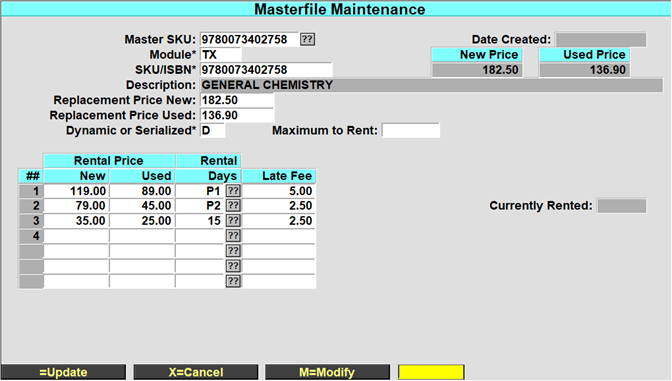 Masterfile Maintenance
Master SKU: 9780073402758 ?? Date Created:
Module* TX New Price Used Price
SKU/ISBN* 9780073402758 182.50 136.90
Description: GENERAL CHEMISTRY
Replacement Price New: 182.50
Replacement Price Used: 136.90
Dynamic or Serialized* D Maximum to Rent:
Rental Price Rental
## New Used Days Late Fee
1 119.00 89.00 P1 ?? 5.00
2 79.00 45.00 P2 ?? 2.50 Currently Rented:
3 35.00 25.00 15 ?? 2.50
4 ??
??
??
??
=Update X=Cancel M=Modify